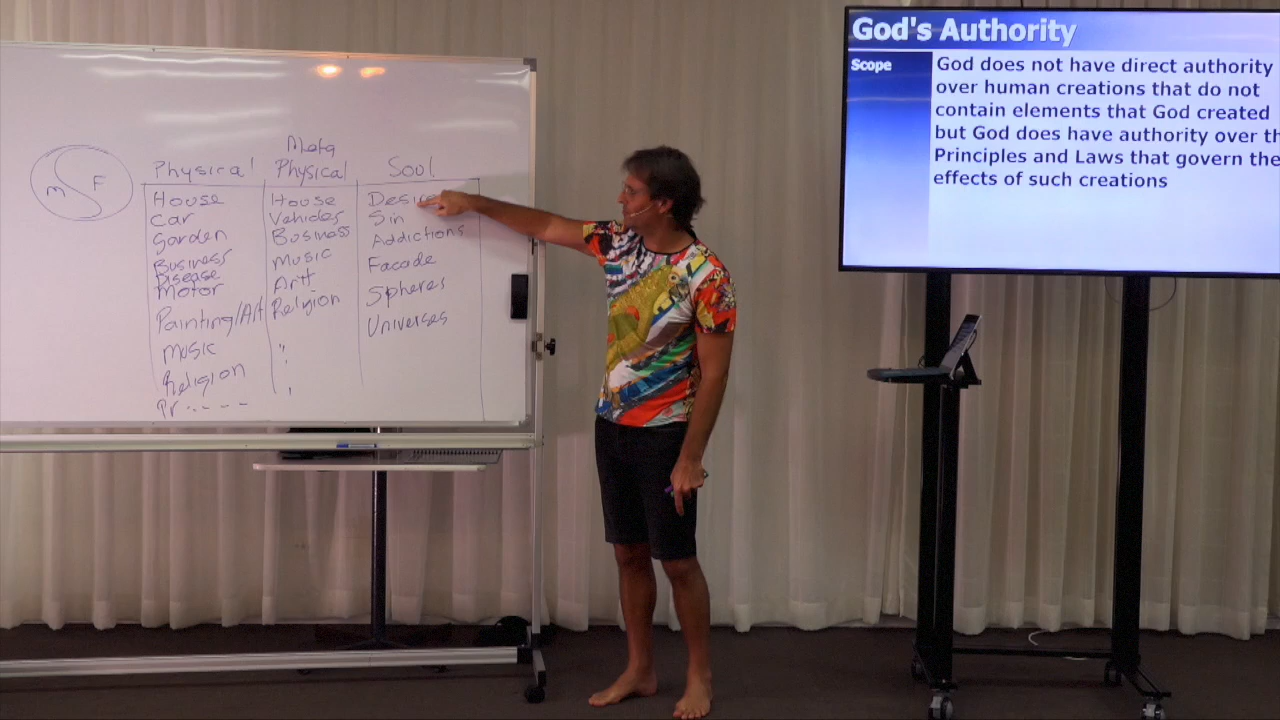 M F
Physical
House
Car
Garden
Business
Disease
Motor
Painting/Art
Music
Religion
Pr-----
Meta
Physical
House
Vehicles
Business
Music
Art
Religion
"
Soul
Sin
Addictions
Facade
Spheres
Universes
God's Authority
Scope
God does not have direct authority
over human creations that do not
contain elements that God created
but God does have authority over th
Principles and Laws that govern the
effects of such creations